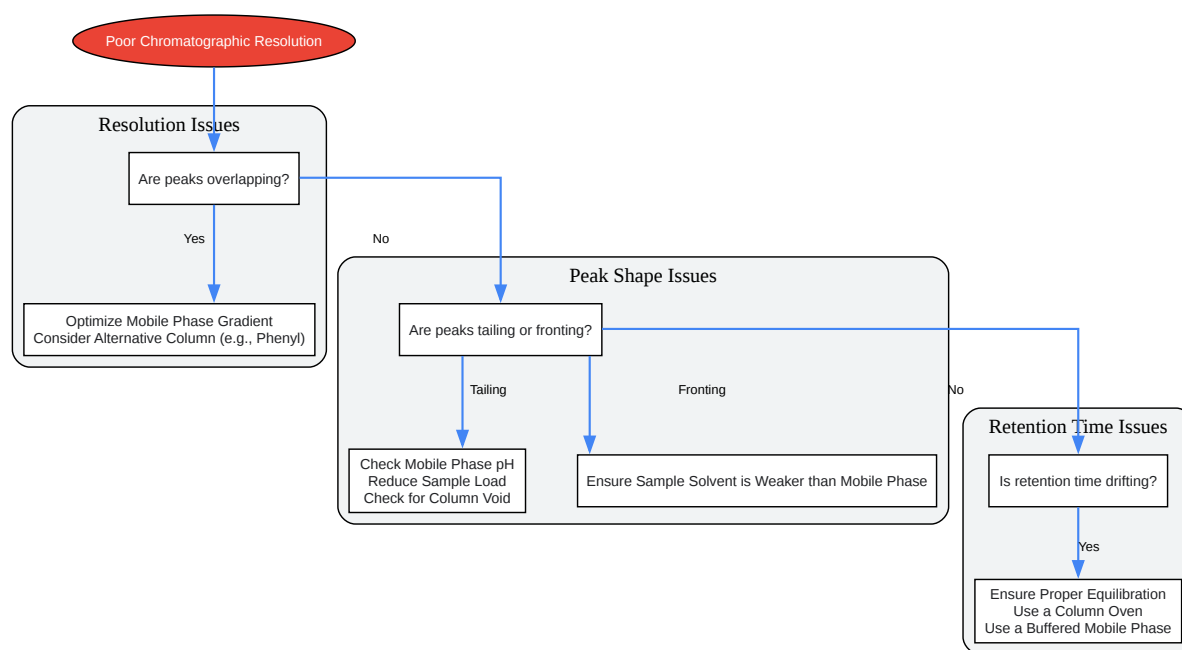 Poor Chromatographic Resolution
Resolution Issues
Are peaks overlapping?
Yes
No
Optimize Mobile Phase Gradient
Consider Alternative Column (e.g., Phenyl)
Peak Shape Issues
Are peaks tailing or fronting?
Tailing
Fronting
No
Check Mobile Phase pH
Reduce Sample Load
Check for Column Void
Ensure Sample Solvent is Weaker than Mobile Phase
Retention Time Issues
Is retention time drifting?
Yes
Ensure Proper Equilibration
Use a Column Oven
Use a Buffered Mobile Phase